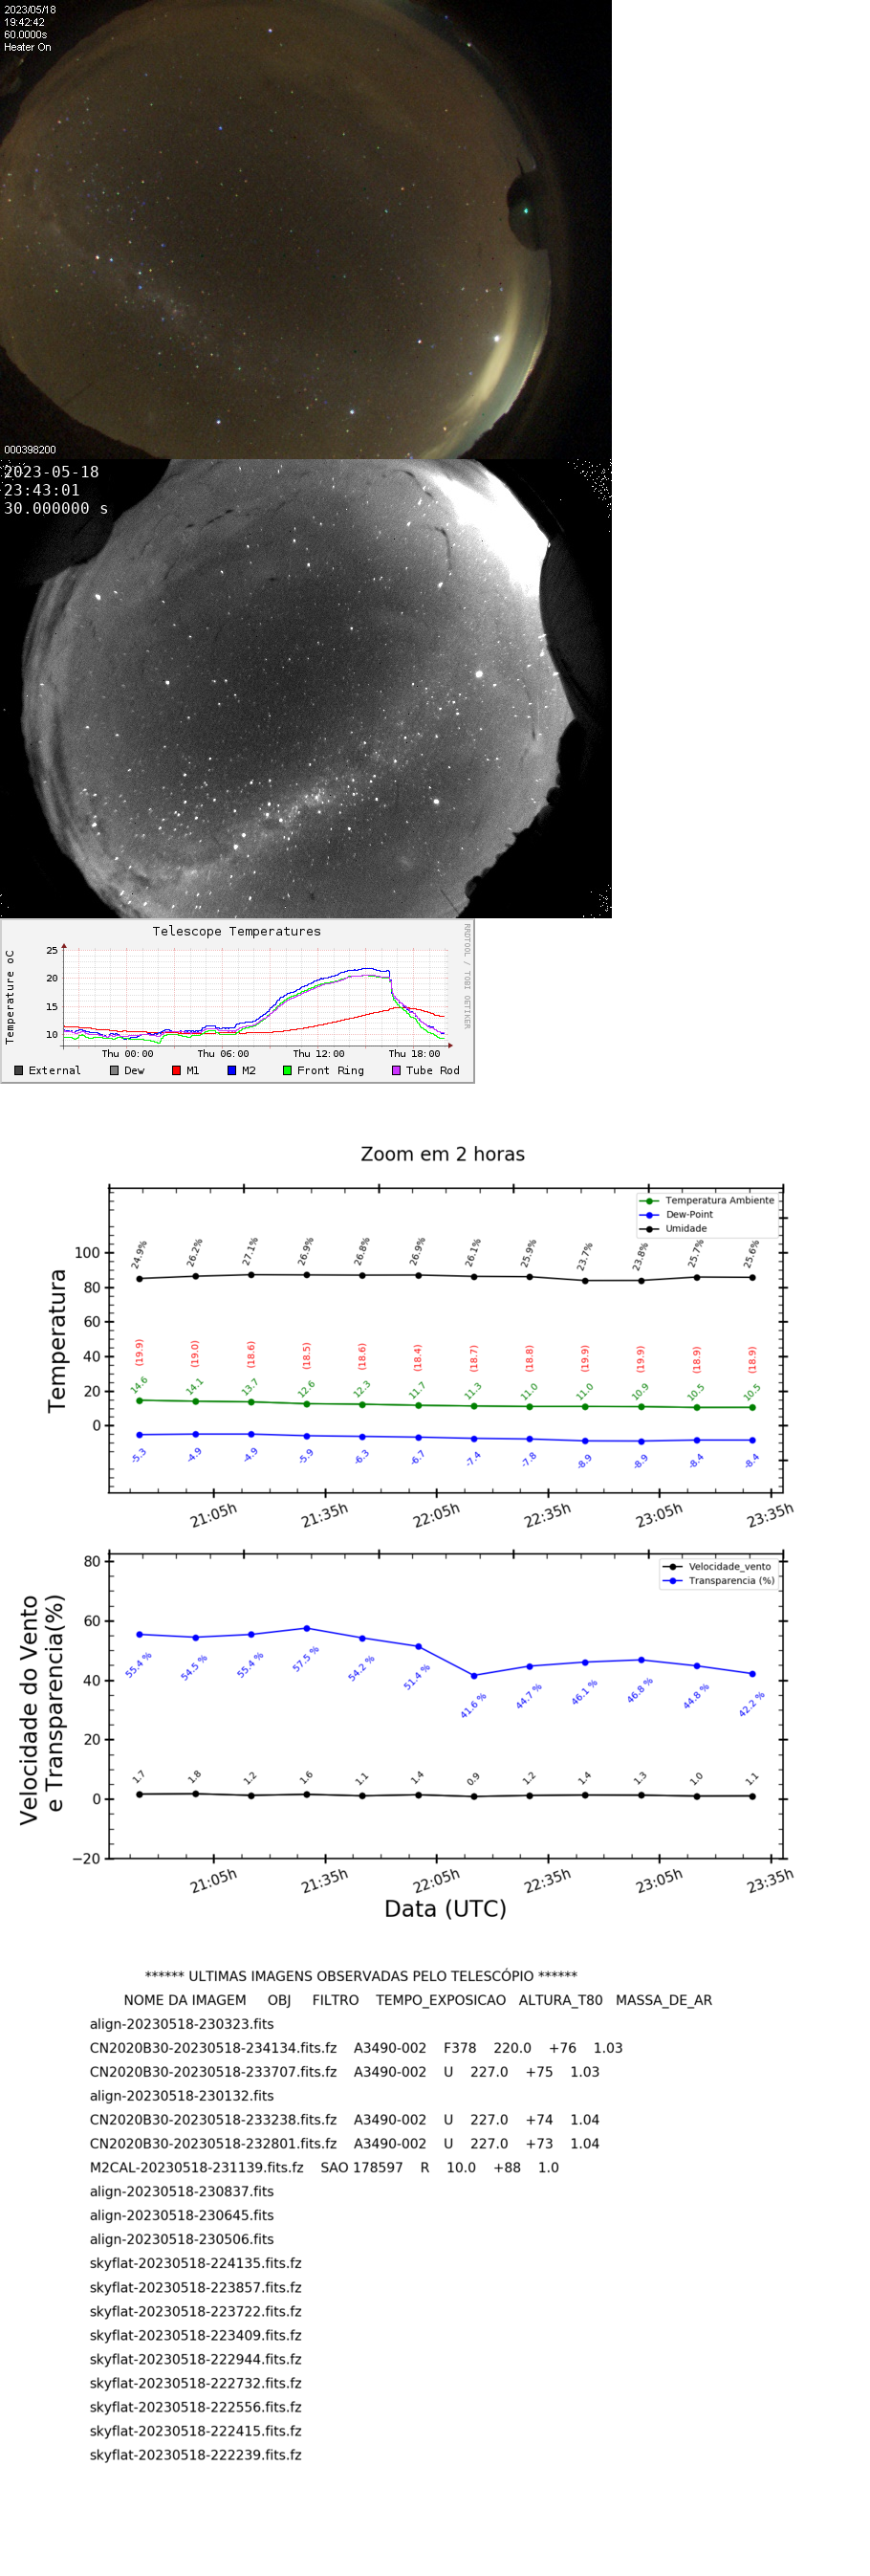 2023/05/18
19:42:42
60.0000s
Heater On
000398200
2023-05-18
23:43:01
30.000000 s
Telescope Temperatures
Temperature oC
25
20
15
10
Thu 00:00 Thu 06:00 Thu 12:00 Thu 18:00
External Dew M1 M2 Front Ring Tube Rod
RRDTOOL / TOBI OETIKER
Zoom em 2 horas
Temperatura
Temperatura Ambiente
Dew-Point
Umidade
100
80
60
40
20
0
24.9% 26.2% 27.1% 26.9% 26.8% 26.9% 26.1% 25.9% 23.7% 23.8% 25.7% 25.6%
(19.9) (19.0) (18.6) (18.5) (18.6) (18.4) (18.7) (18.8) (19.9) (19.9) (18.9) (18.9)
14.6 14.1 13.7 12.6 12.3 11.7 11.3 11.0 11.0 10.9 10.5 10.5
-5.3 -4.9 -4.9 -5.9 -6.3 -6.7 -7.4 -7.8 -8.9 -8.9 -8.4 -8.4
21:05h 21:35h 22:05h 22:35h 23:05h 23:35h
Velocidade do Vento
e Transparencia(%)
Velocidade_vento
Transparencia (%)
80
60
40
20
0
−20
55.4 % 54.5 % 55.4 % 57.5 % 54.2 % 51.4 % 41.6 % 44.7 % 46.1 % 46.8 % 44.8 % 42.2 %
1.7 1.8 1.2 1.6 1.1 1.4 0.9 1.2 1.4 1.3 1.0 1.1
21:05h 21:35h 22:05h 22:35h 23:05h 23:35h
Data (UTC)
****** ULTIMAS IMAGENS OBSERVADAS PELO TELESCÓPIO ******
NOME DA IMAGEM OBJ FILTRO TEMPO_EXPOSICAO ALTURA_T80 MASSA_DE_AR
align-20230518-230323.fits
CN2020B30-20230518-234134.fits.fz A3490-002 F378 220.0 +76 1.03
CN2020B30-20230518-233707.fits.fz A3490-002 U 227.0 +75 1.03
align-20230518-230132.fits
CN2020B30-20230518-233238.fits.fz A3490-002 U 227.0 +74 1.04
CN2020B30-20230518-232801.fits.fz A3490-002 U 227.0 +73 1.04
M2CAL-20230518-231139.fits.fz SAO 178597 R 10.0 +88 1.0
align-20230518-230837.fits
align-20230518-230645.fits
align-20230518-230506.fits
skyflat-20230518-224135.fits.fz
skyflat-20230518-223857.fits.fz
skyflat-20230518-223722.fits.fz
skyflat-20230518-223409.fits.fz
skyflat-20230518-222944.fits.fz
skyflat-20230518-222732.fits.fz
skyflat-20230518-222556.fits.fz
skyflat-20230518-222415.fits.fz
skyflat-20230518-222239.fits.fz